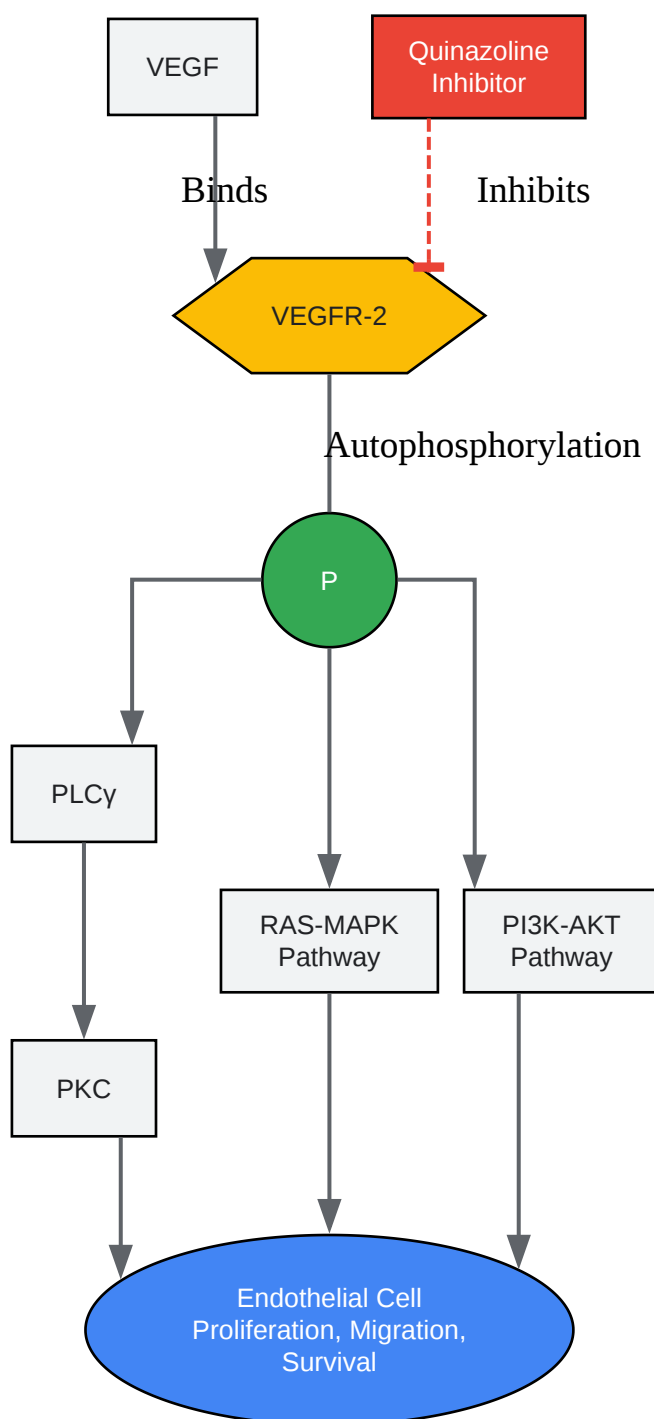 VEGF
Quinazoline
Inhibitor
Binds
Inhibits
VEGFR-2
Autophosphorylation
P
PLCγ
RAS-MAPK
Pathway
PI3K-AKT
Pathway
PKC
Endothelial Cell
Proliferation, Migration,
Survival